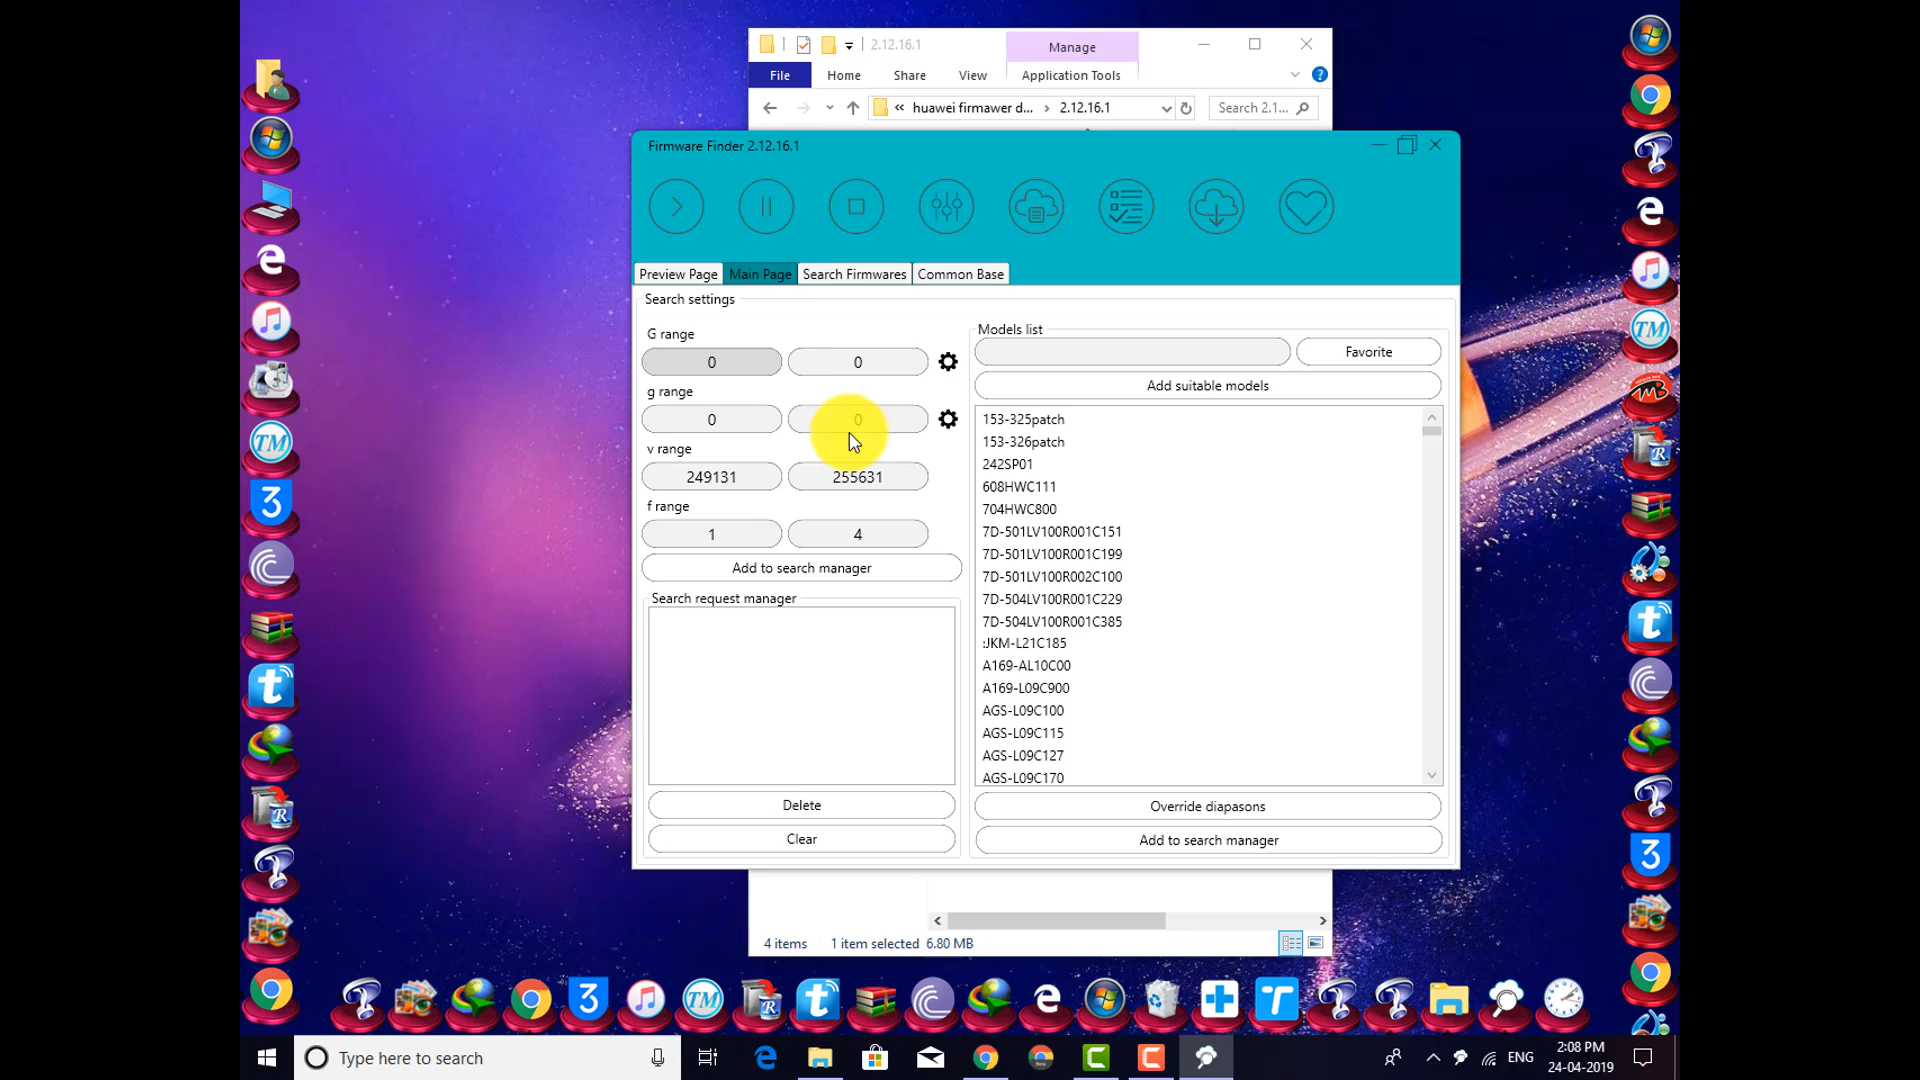 2.12.16.1
Manage
File Home Share View Application Tools
« huawei firmawer d... › 2.12.16.1
Search 2.1...
Firmware Finder 2.12.16.1
Preview Page Main Page Search Firmwares Common Base
Search settings
G range
0 0
g range
0 0
v range
249131 255631
f range
1 4
Add to search manager
Search request manager
Delete
Clear
Models list
Favorite
Add suitable models
153-325patch
153-326patch
242SP01
608HWC111
704HWC800
7D-501LV100R001C151
7D-501LV100R001C199
7D-501LV100R002C100
7D-504LV100R001C229
7D-504LV100R001C385
:JKM-L21C185
A169-AL10C00
A169-L09C900
AGS-L09C100
AGS-L09C115
AGS-L09C127
AGS-L09C170
Override diapasons
Add to search manager
4 items 1 item selected 6.80 MB
Type here to search
ENG
2:08 PM
24-04-2019